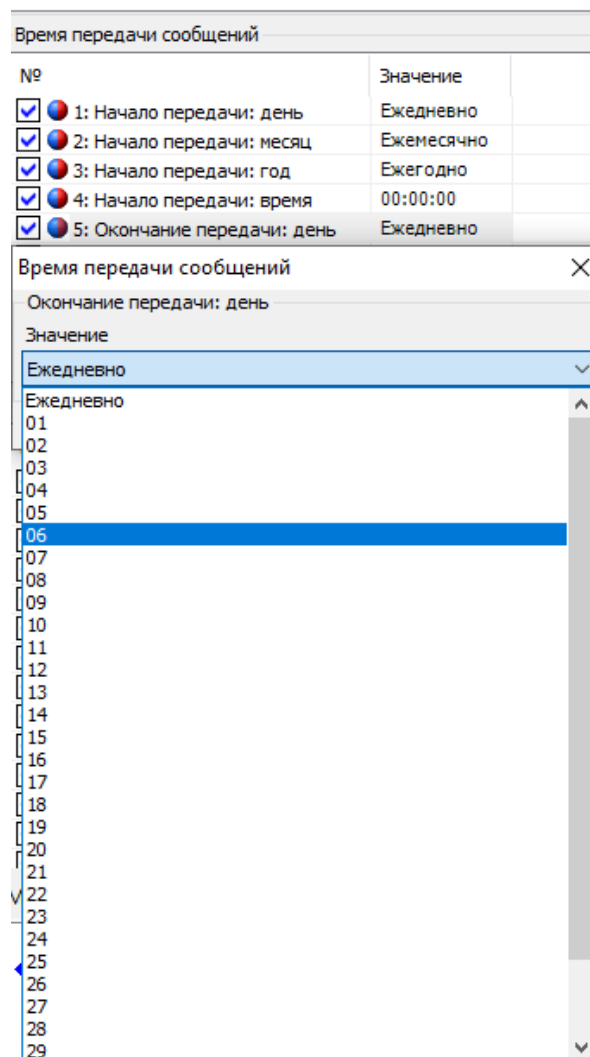 Время передачи сообщений
№ Значение
1: Начало передачи: день Ежедневно
2: Начало передачи: месяц Ежемесячно
3: Начало передачи: год Ежегодно
4: Начало передачи: время 00:00:00
5: Окончание передачи: день Ежедневно
Время передачи сообщений
Окончание передачи: день
Значение
Ежедневно
Ежедневно
01
02
03
04
05
06
07
08
09
10
11
12
13
14
15
16
17
18
19
20
21
22
23
24
25
26
27
28
29